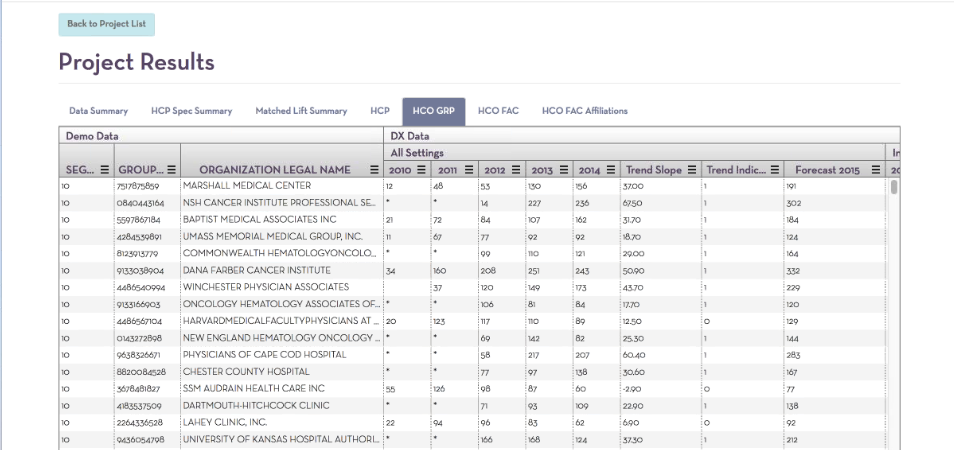 Back to Project List
Project Results
Data Summary HCP Spec Summary Matched Lift Summary HCP HCO GRP HCO FAC HCO FAC Affiliations
Demo Data DX Data
All Settings In
SEG... GROUP... ORGANIZATION LEGAL NAME 2010 2011 2012 2013 2014 Trend Slope Trend Indic... Forecast 2015 20
10 7517875859 MARSHALL MEDICAL CENTER 12 48 53 130 156 37.00 1 191
10 0840443164 NSH CANCER INSTITUTE PROFESSIONAL SE... * * 14 227 236 67.50 1 302
10 5597867184 BAPTIST MEDICAL ASSOCIATES INC 21 72 84 107 162 31.70 1 184
10 4284539891 UMASS MEMORIAL MEDICAL GROUP, INC. 11 67 77 92 92 18.70 1 124
10 8123913779 COMMONWEALTH HEMATOLOGYONCOLO... * * 99 110 121 29.00 1 164
10 9133038904 DANA FARBER CANCER INSTITUTE 34 160 208 251 243 50.90 1 332
10 4486540994 WINCHESTER PHYSICIAN ASSOCIATES 37 120 149 173 43.70 1 229
10 9133166903 ONCOLOGY HEMATOLOGY ASSOCIATES OF... * * 106 81 84 17.70 1 120
10 4486567104 HARVARDMEDICALFACULTYPHYSICIANS AT ... 20 123 117 110 89 12.50 0 129
10 0143272898 NEW ENGLAND HEMATOLOGY ONCOLOGY ... * * 69 142 82 25.30 1 144
10 9638326671 PHYSICIANS OF CAPE COD HOSPITAL * * 58 217 207 60.40 1 283
10 8820084528 CHESTER COUNTY HOSPITAL * * 77 97 138 30.60 1 167
10 3678481827 SSM AUDRAIN HEALTH CARE INC 55 126 98 87 60 -2.90 0 77
10 4183537509 DARTMOUTH-HITCHCOCK CLINIC * * 71 93 109 22.90 1 138
10 2264336528 LAHEY CLINIC, INC. 22 94 96 83 62 6.90 0 92
10 9436054798 UNIVERSITY OF KANSAS HOSPITAL AUTHORI... * * 166 168 124 37.30 1 212